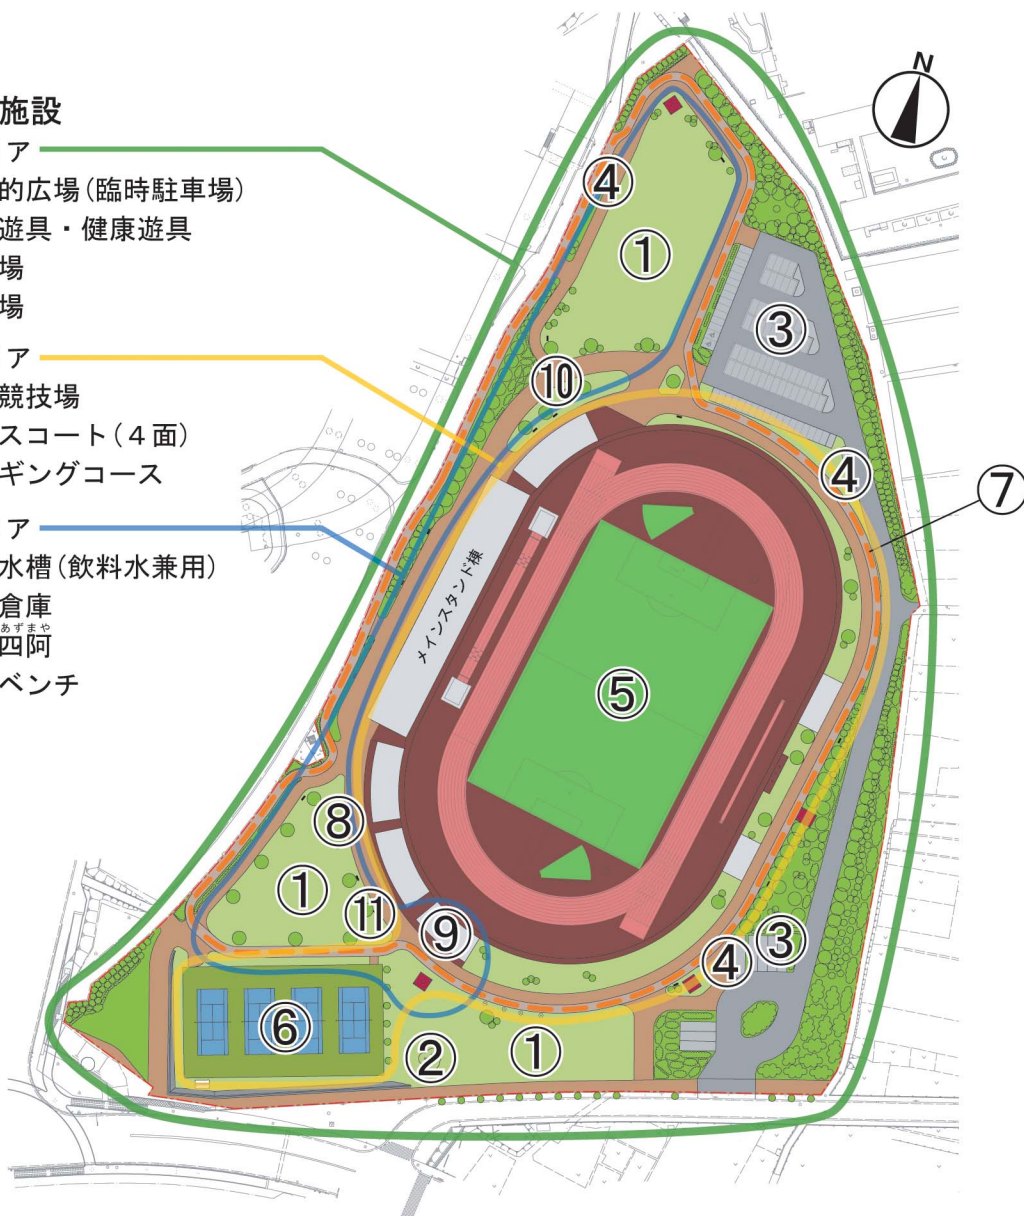 施設
ア
的広場(臨時駐車場)
遊具・健康遊具
場
場
ア
競技場
スコート(4面)
ギングコース
ア
水槽(飲料水兼用)
倉庫
あずまや
四阿
ベンチ
N
④
①
③
⑩
④
⑦
メインスタンド棟
⑤
⑧
①
⑪
⑨
③
④
⑥
②
①